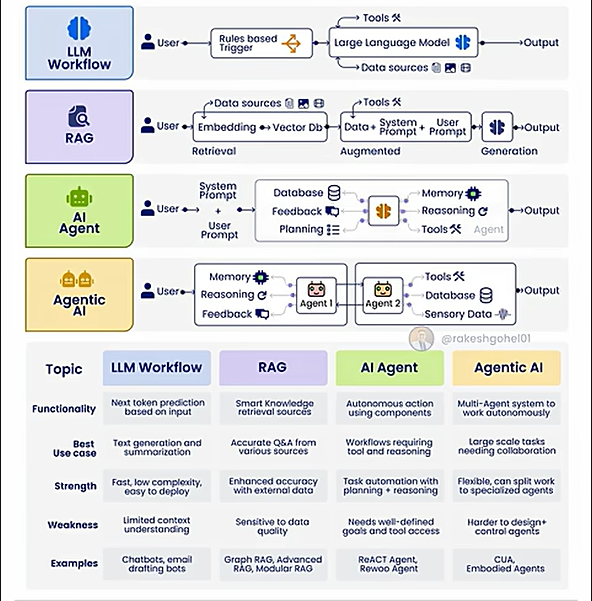 LLM
Workflow
User
Rules based
Trigger
Tools
Large Language Model
Data sources
Output
RAG
User
Data sources
Embedding
Vector Db
Retrieval
Tools
Data + System Prompt + User Prompt
Augmented
Generation
Output
AI
Agent
User
System
Prompt
+
User
Prompt
Database
Feedback
Planning
Memory
Reasoning
Tools
Agent
Output
Agentic
AI
User
Memory
Reasoning
Feedback
Agent 1
Agent 2
Tools
Database
Sensory Data
Output
@rakeshgohel01
Topic LLM Workflow RAG AI Agent Agentic AI
Functionality
Next token prediction
based on input
Smart Knowledge
retrieval sources
Autonomous action
using components
Multi-Agent system to
work autonomously
Best
Use case
Text generation and
summarization
Accurate Q&A from
various sources
Workflows requiring
tool and reasoning
Large scale tasks
needing collaboration
Strength
Fast, low complexity,
easy to deploy
Enhanced accuracy
with external data
Task automation with
planning + reasoning
Flexible, can split work
to specialized agents
Weakness
Limited context
understanding
Sensitive to data
quality
Needs well-defined
goals and tool access
Harder to design+
control agents
Examples
Chatbots, email
drafting bots
Graph RAG, Advanced
RAG, Modular RAG
ReACT Agent,
Rewoo Agent
CUA,
Embodied Agents